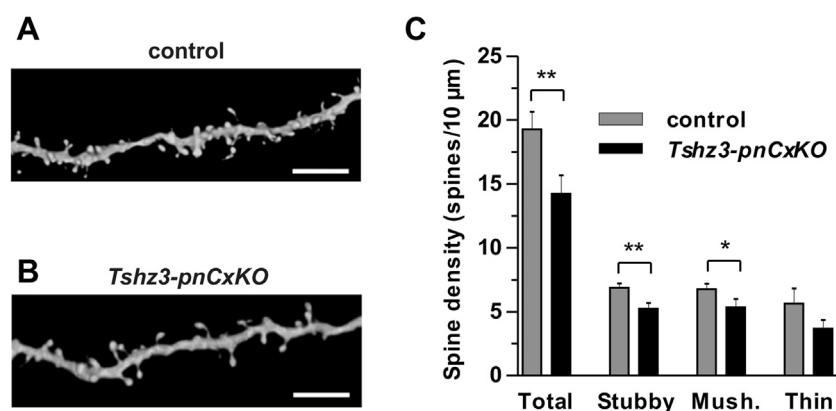 A
control
B
Tshz3-pnCxKO
C
Spine density (spines/10 µm)
25
20
15
10
5
0
**
**
*
control
Tshz3-pnCxKO
Total Stubby Mush. Thin